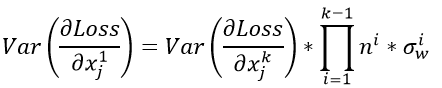 Var(∂Loss/∂x_j^1) = Var(∂Loss/∂x_j^k) * ∏_{i=1}^{k-1} n^i * σ_w^i